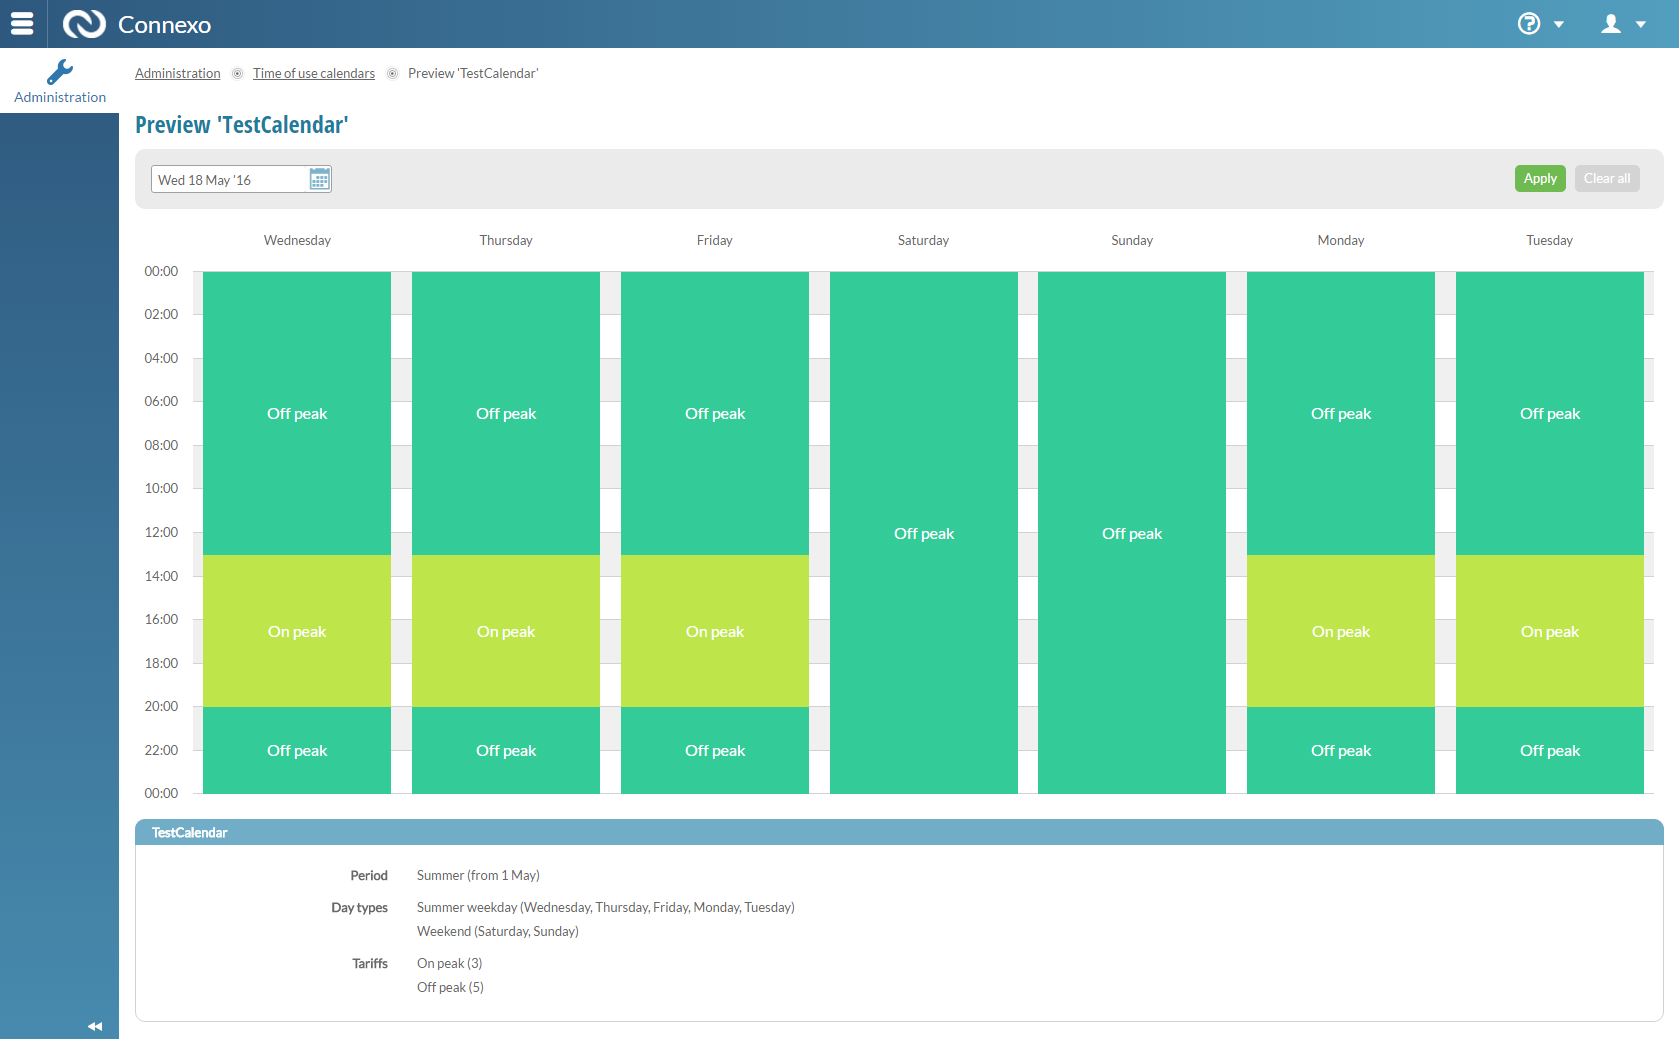 Connexo
Administration
Administration Time of use calendars Preview 'TestCalendar'
Preview 'TestCalendar'
Wed 18 May '16
Apply Clear all
Wednesday Thursday Friday Saturday Sunday Monday Tuesday
00:00
02:00
04:00
06:00
Off peak Off peak Off peak Off peak Off peak
08:00
10:00
12:00
Off peak Off peak
14:00
16:00
On peak On peak On peak On peak On peak
18:00
20:00
22:00 Off peak Off peak Off peak Off peak Off peak
00:00
TestCalendar
Period Summer (from 1 May)
Day types Summer weekday (Wednesday, Thursday, Friday, Monday, Tuesday)
Weekend (Saturday, Sunday)
Tariffs On peak (3)
Off peak (5)